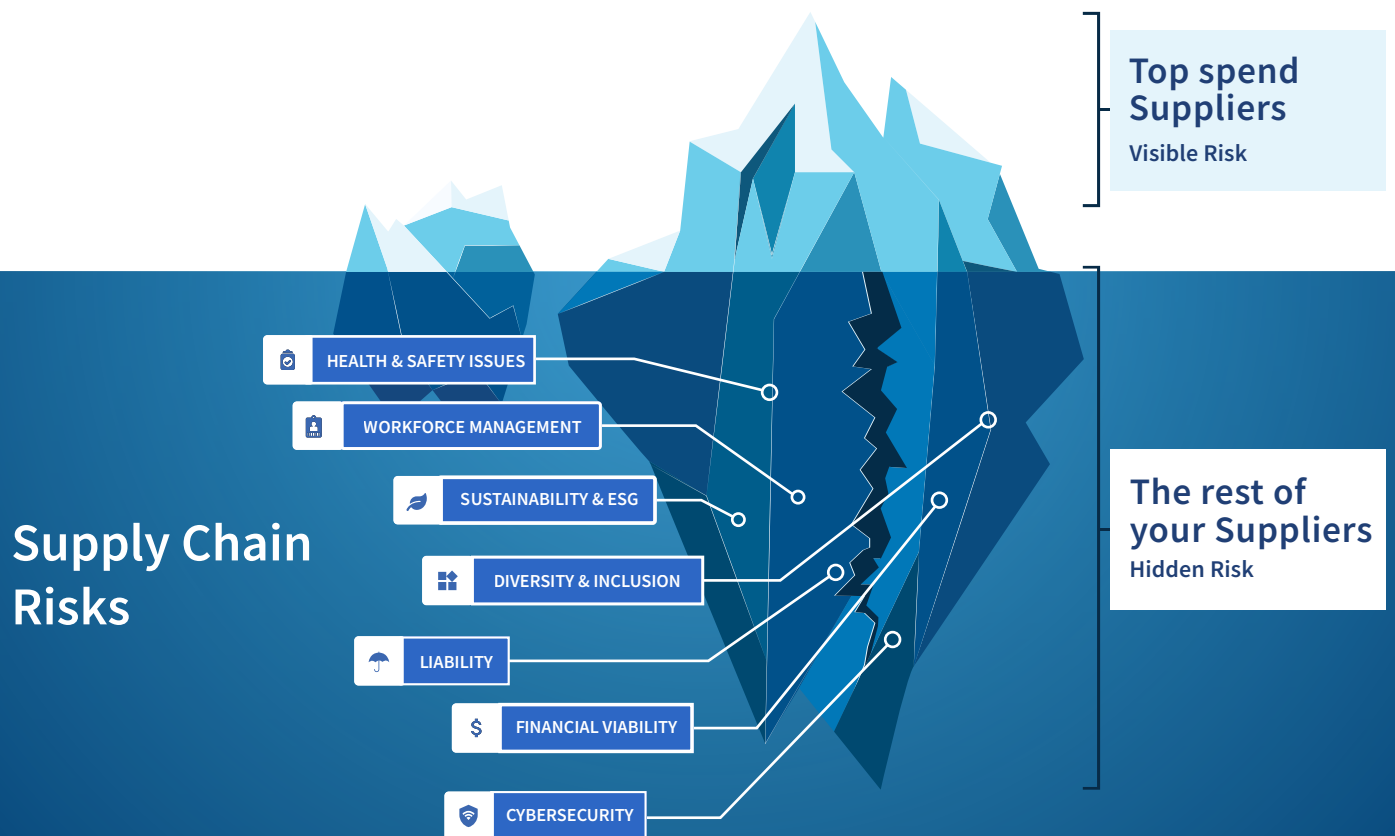 Top spend
Suppliers
Visible Risk
HEALTH & SAFETY ISSUES
WORKFORCE MANAGEMENT
SUSTAINABILITY & ESG
The rest of
your Suppliers
Hidden Risk
Supply Chain
Risks
DIVERSITY & INCLUSION
LIABILITY
$
FINANCIAL VIABILITY
CYBERSECURITY